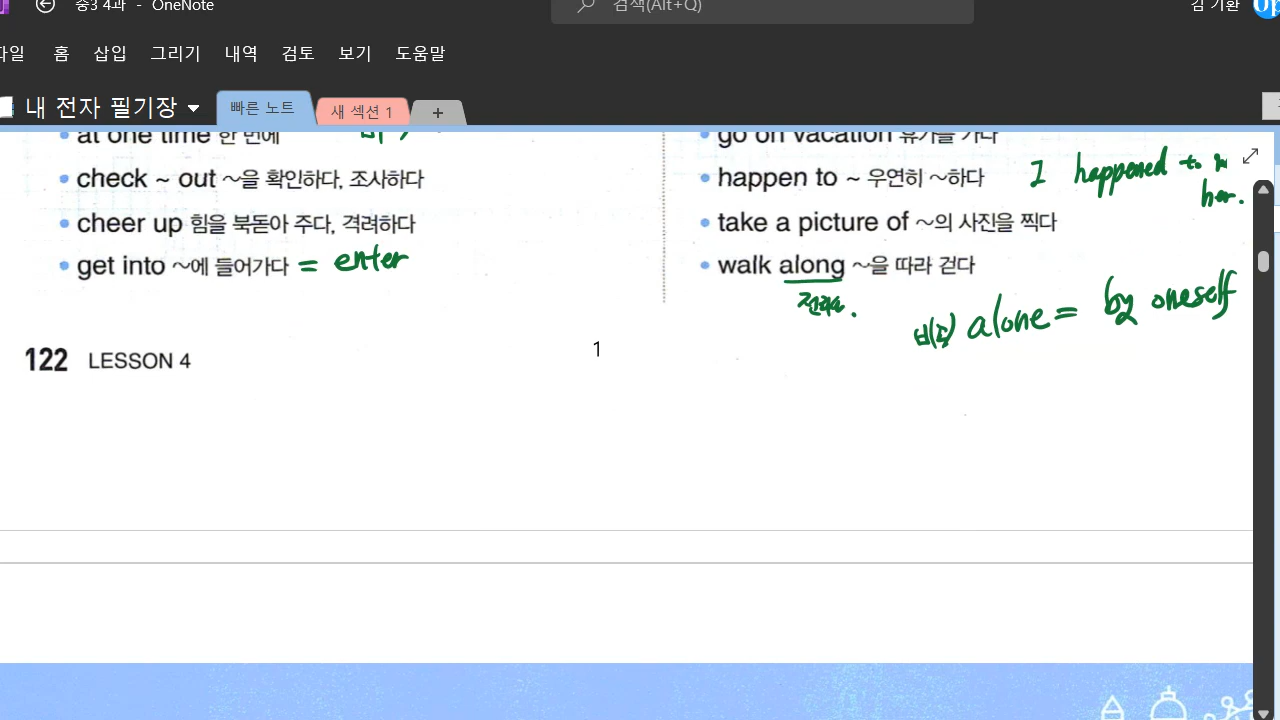 중3 4과 - OneNote
검색(Alt+Q)
김 기환
파일 홈 삽입 그리기 내역 검토 보기 도움말
내 전자 필기장
빠른 노트
새 섹션 1
+
• at one time 한 번에
• check ~ out ~을 확인하다, 조사하다
• cheer up 힘을 북돋아 주다, 격려하다
• get into ~에 들어가다 = enter
• go on vacation 휴가를 가다
• happen to ~ 우연히 ~하다
I happened to
her.
• take a picture of ~의 사진을 찍다
• walk along ~을 따라 걷다
alone = by oneself
122 LESSON 4
1